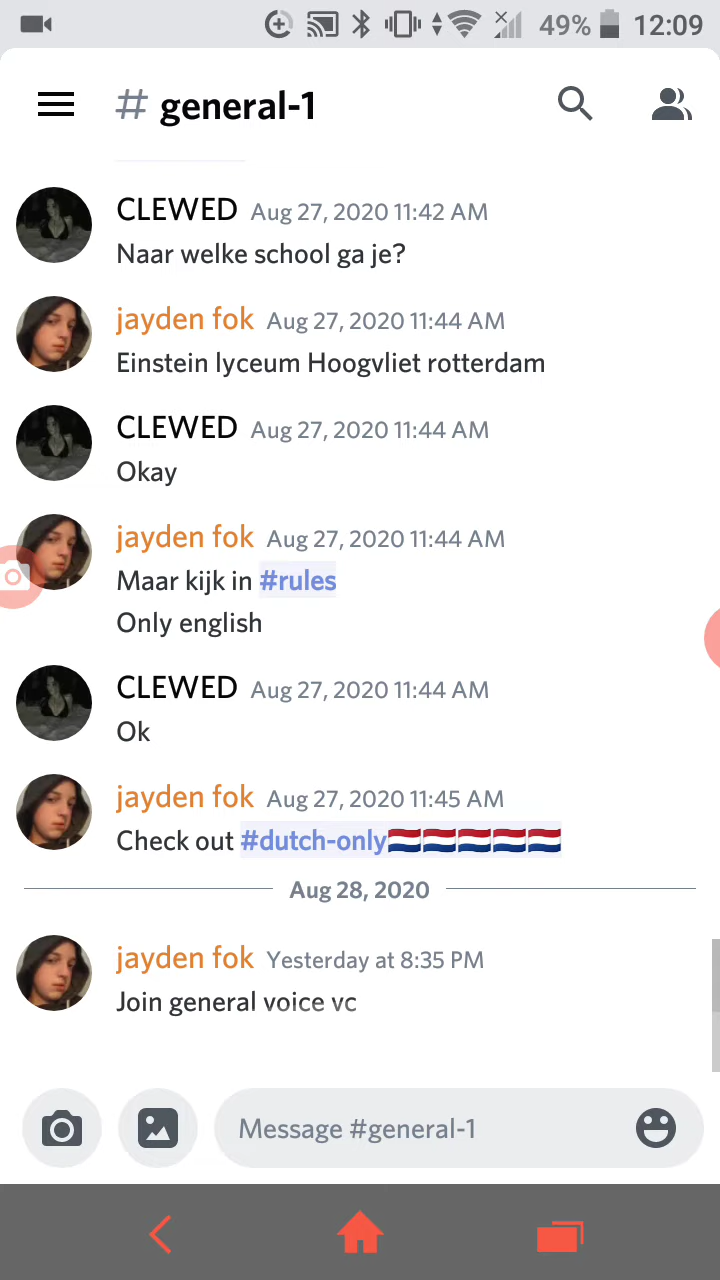 49% 12:09
# general-1
CLEWED Aug 27, 2020 11:42 AM
Naar welke school ga je?
jayden fok Aug 27, 2020 11:44 AM
Einstein lyceum Hoogvliet rotterdam
CLEWED Aug 27, 2020 11:44 AM
Okay
jayden fok Aug 27, 2020 11:44 AM
Maar kijk in #rules
Only english
CLEWED Aug 27, 2020 11:44 AM
Ok
jayden fok Aug 27, 2020 11:45 AM
Check out #dutch-only🇳🇱🇳🇱🇳🇱🇳🇱🇳🇱
Aug 28, 2020
jayden fok Yesterday at 8:35 PM
Join general voice vc
Message #general-1